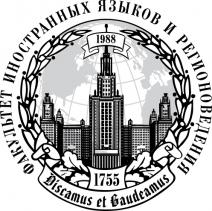 ФАКУЛЬТЕТ ИНОСТРАННЫХ ЯЗЫКОВ И РЕГИОНОВЕДЕНИЯ
1988
1755
Discamus et Gaudeamus